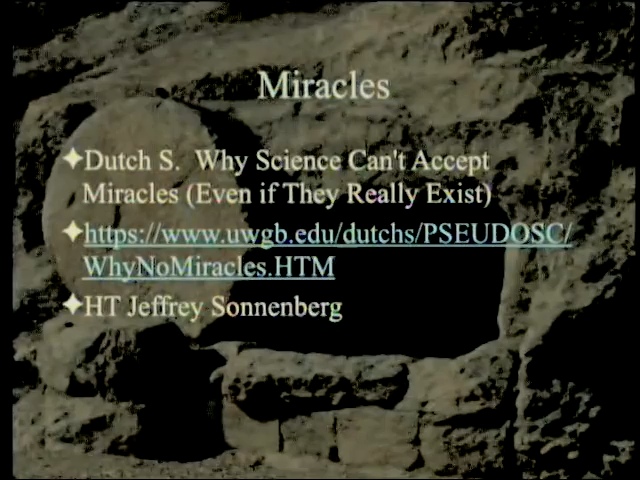 Miracles
Dutch S. Why Science Can't Accept
Miracles (Even if They Really Exist)
https://www.uwgb.edu/dutchs/PSEUDOSC/
WhyNoMiracles.HTM
HT Jeffrey Sonnenberg